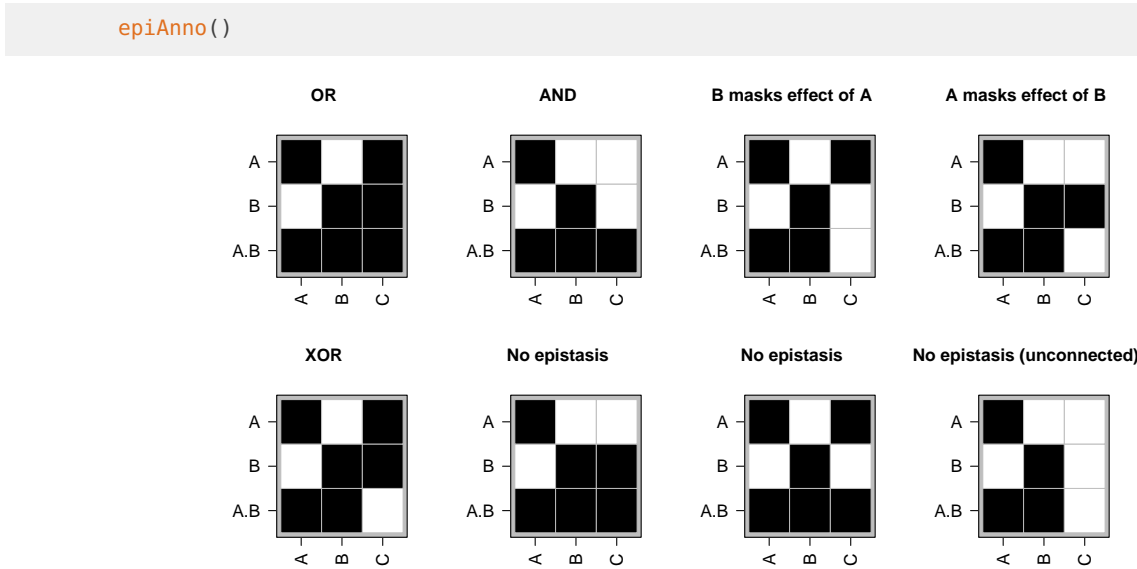 epiAnno()
OR AND B masks effect of A A masks effect of B
A A A A
B B B B
A.B A.B A.B A.B
A B C A B C A B C A B C
XOR No epistasis No epistasis No epistasis (unconnected)
A A A A
B B B B
A.B A.B A.B A.B
A B C A B C A B C A B C